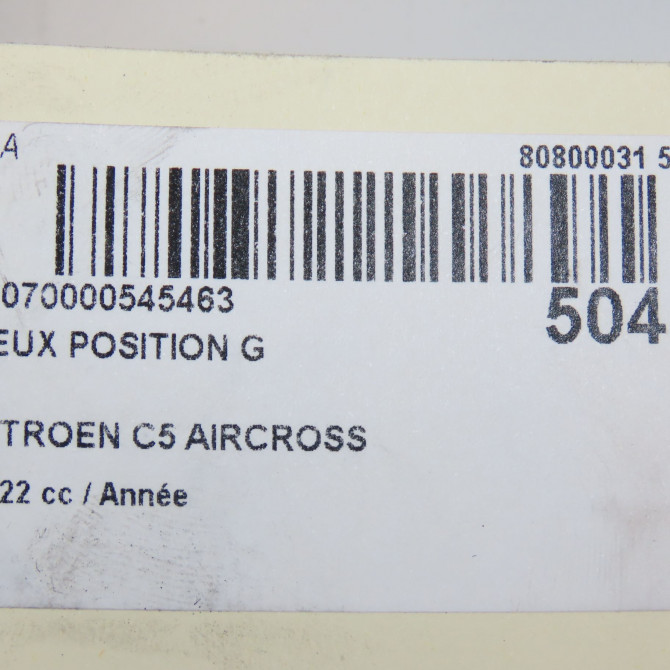 A
80800031 5
070000545463
504
EUX POSITION G
TROEN C5 AIRCROSS
22 cc / Année